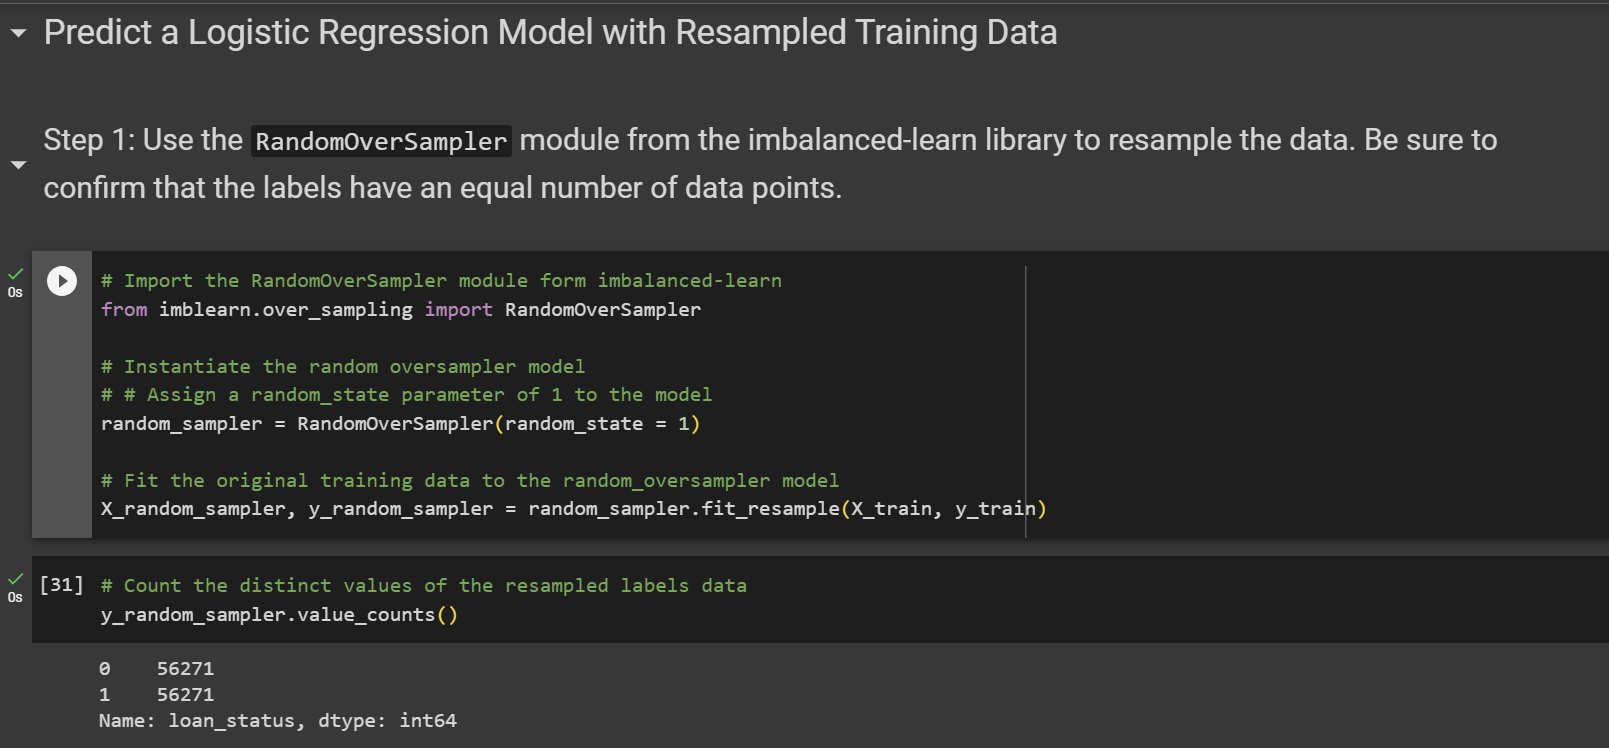 Predict a Logistic Regression Model with Resampled Training Data
Step 1: Use the RandomOverSampler module from the imbalanced-learn library to resample the data. Be sure to
confirm that the labels have an equal number of data points.
0s
# Import the RandomOverSampler module form imbalanced-learn
from imblearn.over_sampling import RandomOverSampler
# Instantiate the random oversampler model
# # Assign a random_state parameter of 1 to the model
random_sampler = RandomOverSampler(random_state = 1)
# Fit the original training data to the random_oversampler model
X_random_sampler, y_random_sampler = random_sampler.fit_resample(X_train, y_train)
0s
[31] # Count the distinct values of the resampled labels data
y_random_sampler.value_counts()
0    56271
1    56271
Name: loan_status, dtype: int64